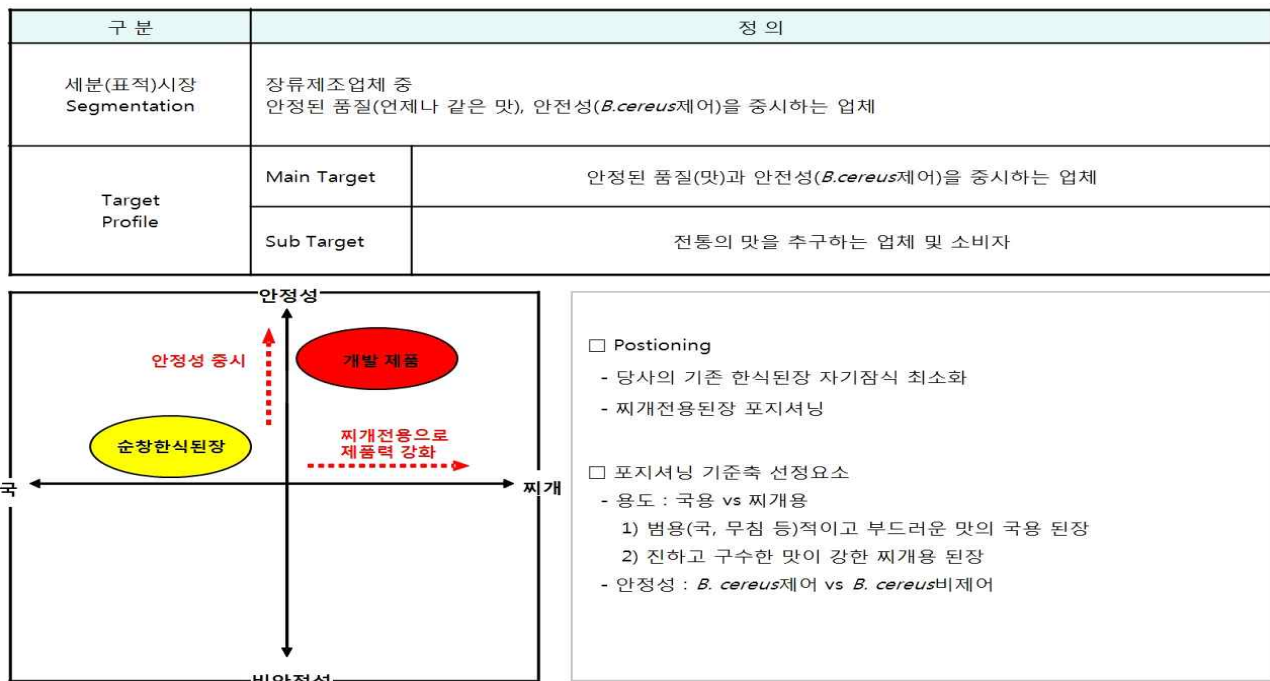 구 분
정 의
세분(표적)시장
Segmentation
장류제조업체 중
안정된 품질(언제나 같은 맛), 안전성(B.cereus제어)을 중시하는 업체
Target
Profile
Main Target
안정된 품질(맛)과 안전성(B.cereus제어)을 중시하는 업체
Sub Target
전통의 맛을 추구하는 업체 및 소비자
안정성
안정성 중시
개발 제품
순창한식된장
찌개전용으로
제품력 강화
국
찌개
비안정성
□ Postioning
- 당사의 기존 한식된장 자기잠식 최소화
- 찌개전용된장 포지셔닝
□ 포지셔닝 기준축 선정요소
- 용도 : 국용 vs 찌개용
1) 범용(국, 무침 등)적이고 부드러운 맛의 국용 된장
2) 진하고 구수한 맛이 강한 찌개용 된장
- 안정성 : B. cereus제어 vs B. cereus비제어